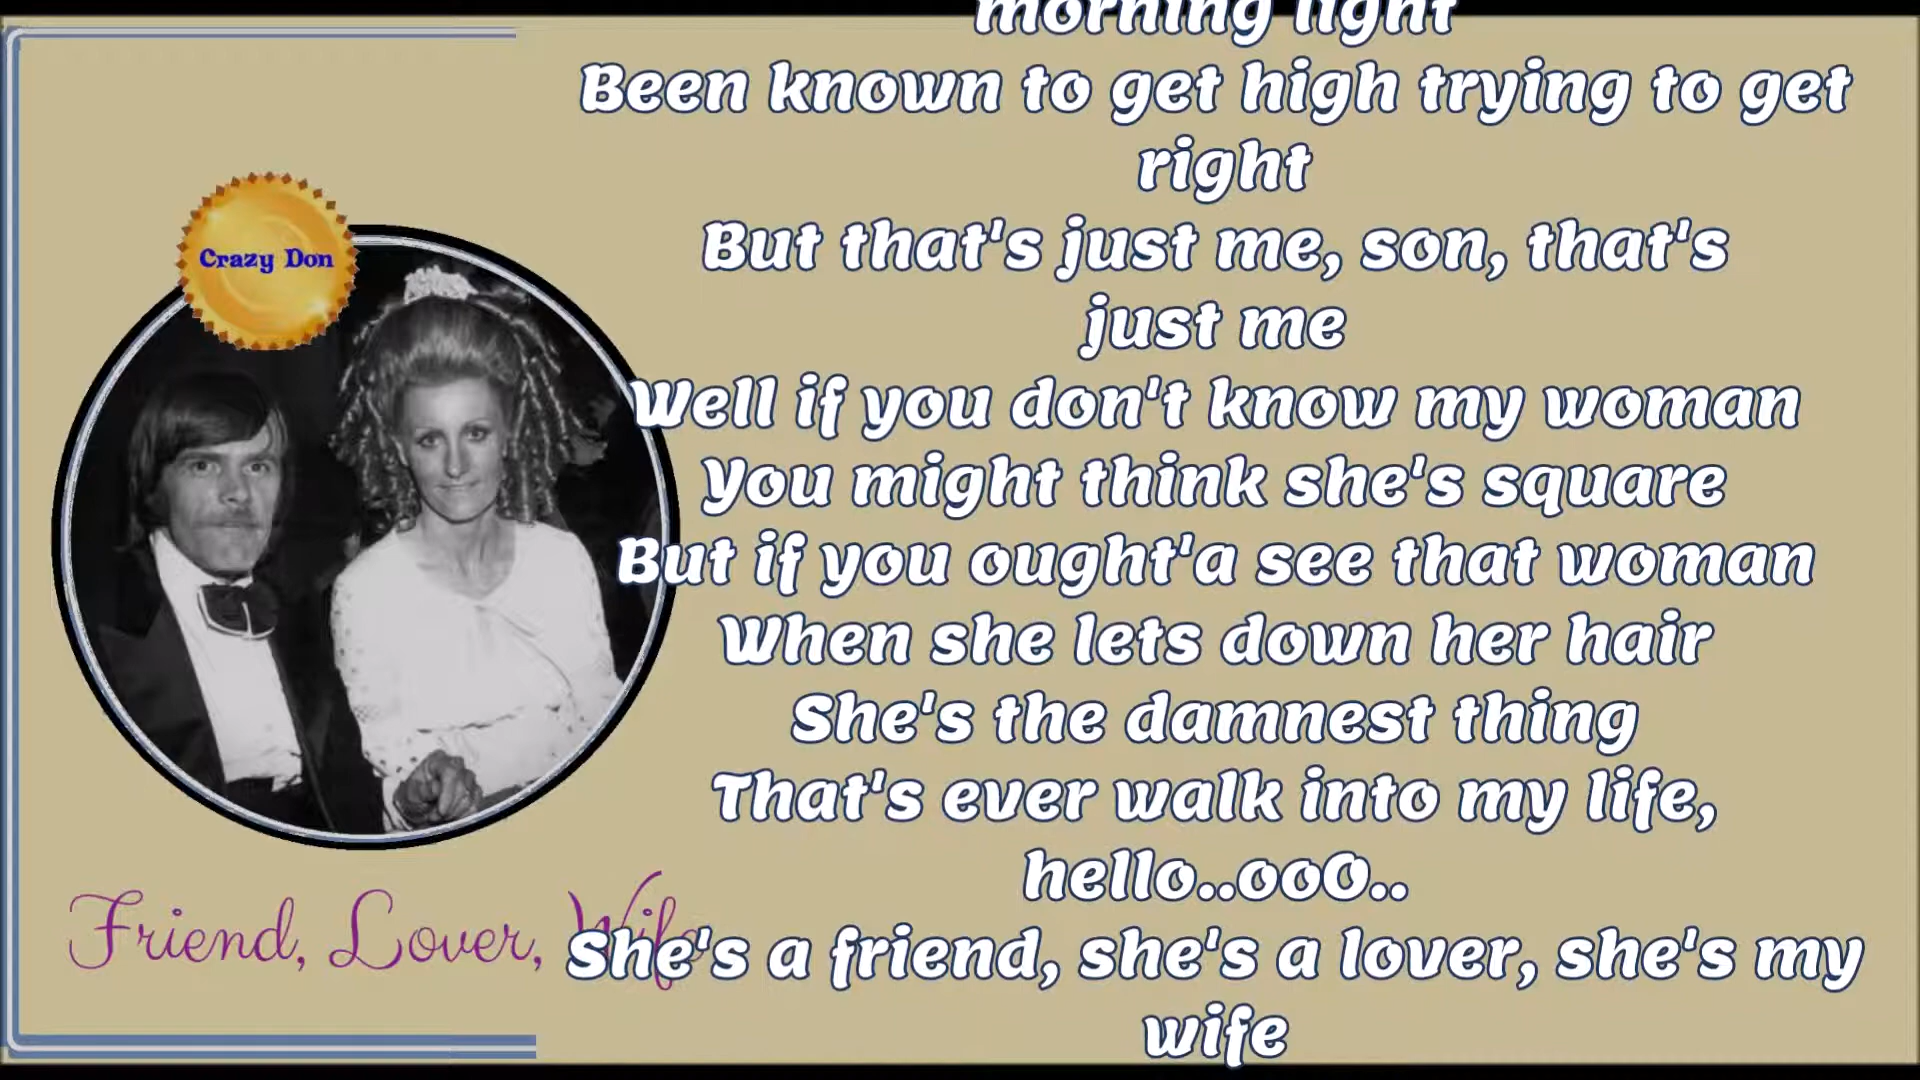 morning light
Been known to get high trying to get
right
But that's just me, son, that's
just me
Well if you don't know my woman
You might think she's square
But if you ought'a see that woman
When she lets down her hair
She's the damnest thing
That's ever walk into my life,
hello..ooO..
She's a friend, she's a lover, she's my
wife
Crazy Don
Friend, Lover, Wife